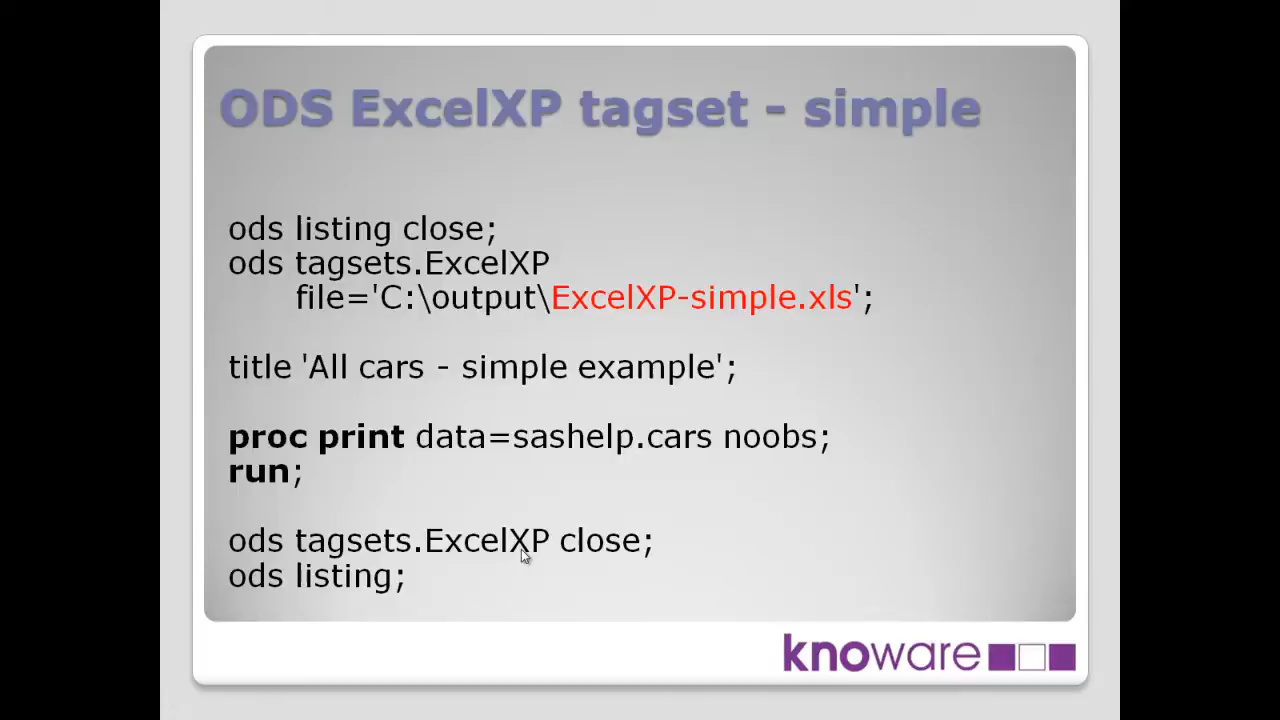 ODS ExcelXP tagset - simple
ods listing close;
ods tagsets.ExcelXP
file='C:\output\ExcelXP-simple.xls';
title 'All cars - simple example';
proc print data=sashelp.cars noobs;
run;
ods tagsets.ExcelXP close;
ods listing;
knoware